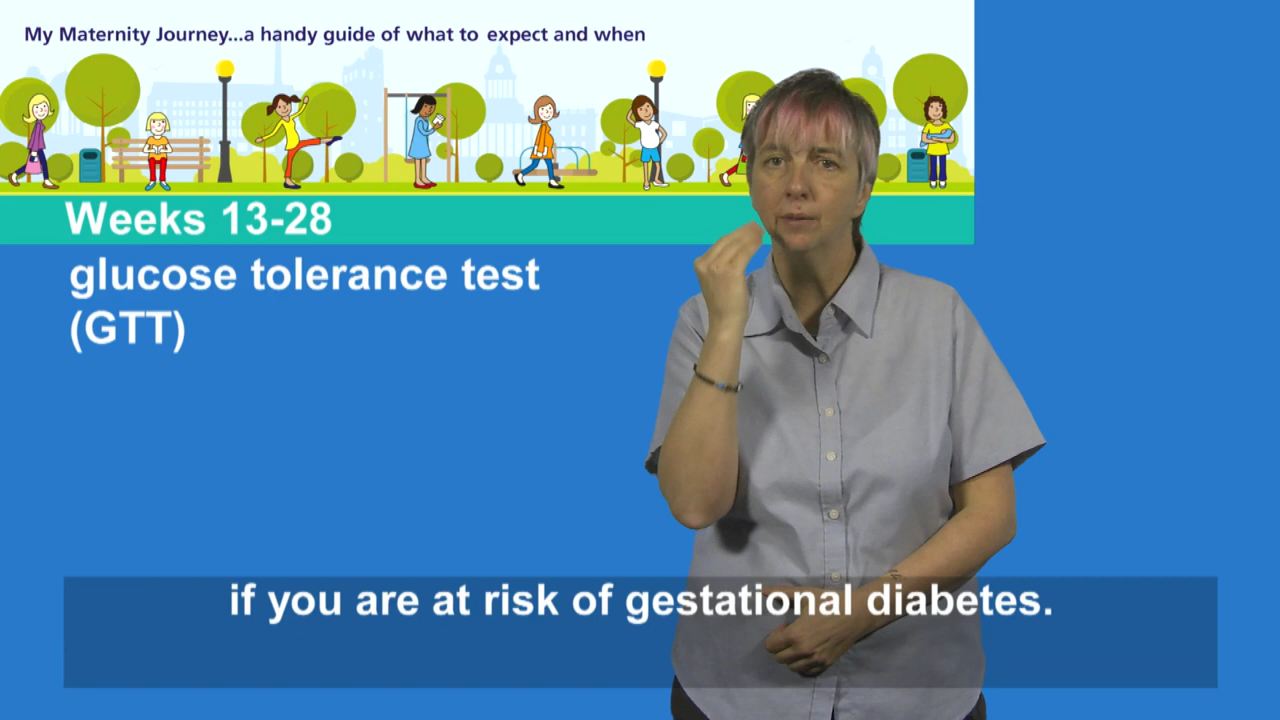 My Maternity Journey...a handy guide of what to expect and when
Weeks 13-28
glucose tolerance test
(GTT)
if you are at risk of gestational diabetes.